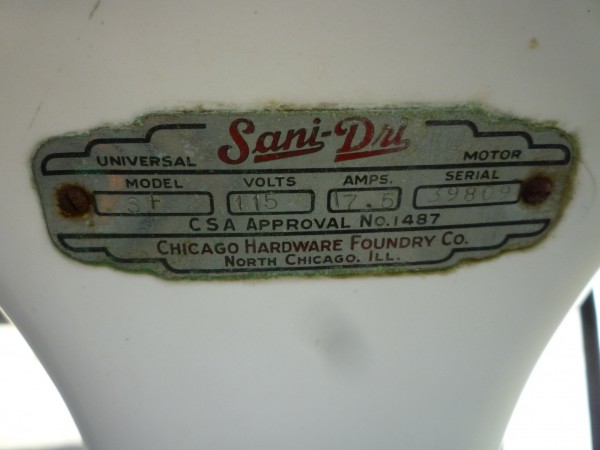 Sani-Dri
UNIVERSAL MOTOR
MODEL VOLTS AMPS. SERIAL
115 17.5 39809
CSA APPROVAL NO. 1487
CHICAGO HARDWARE FOUNDRY CO.
NORTH CHICAGO, ILL.